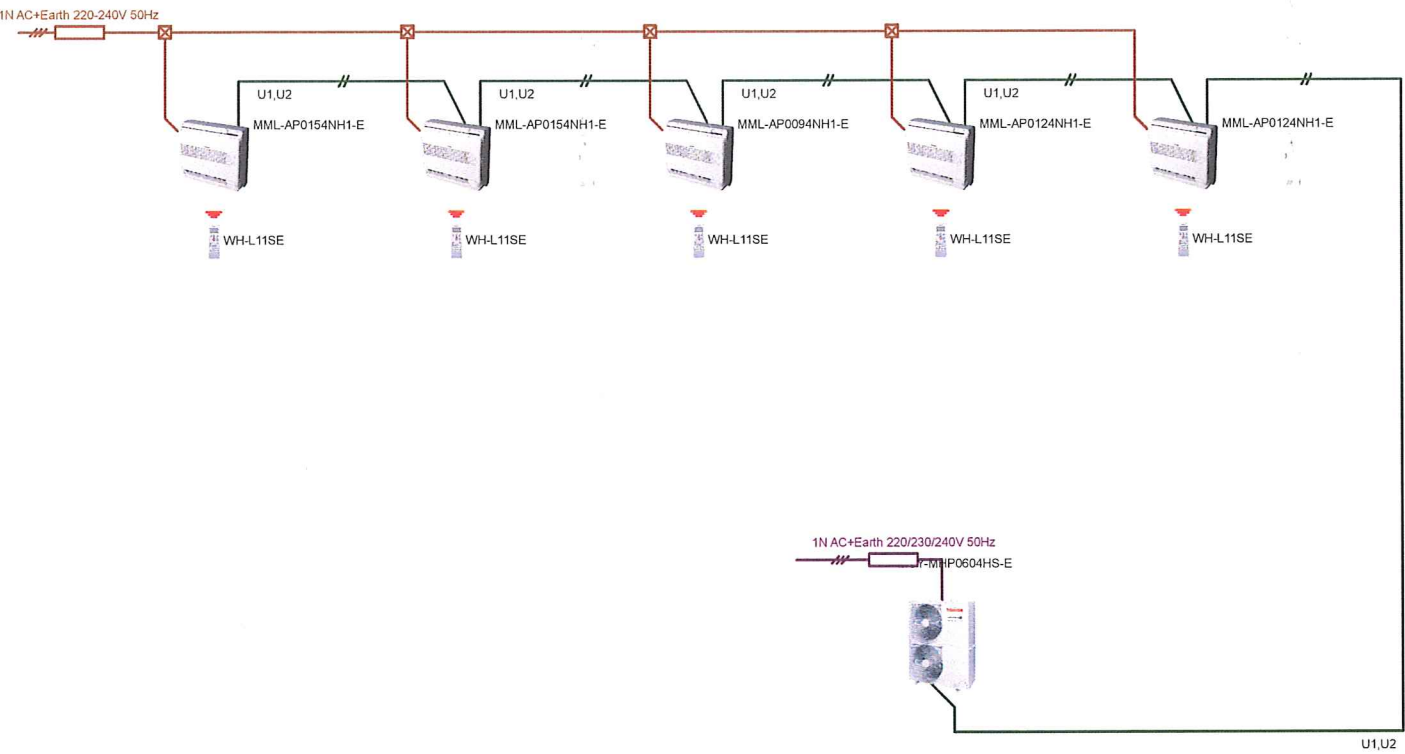 1N AC+Earth 220-240V 50Hz
U1,U2
U1,U2
U1,U2
U1,U2
MML-AP0154NH1-E
MML-AP0154NH1-E
MML-AP0094NH1-E
MML-AP0124NH1-E
MML-AP0124NH1-E
WH-L11SE
WH-L11SE
WH-L11SE
WH-L11SE
WH-L11SE
1N AC+Earth 220/230/240V 50Hz
-MHP0604HS-E
U1,U2